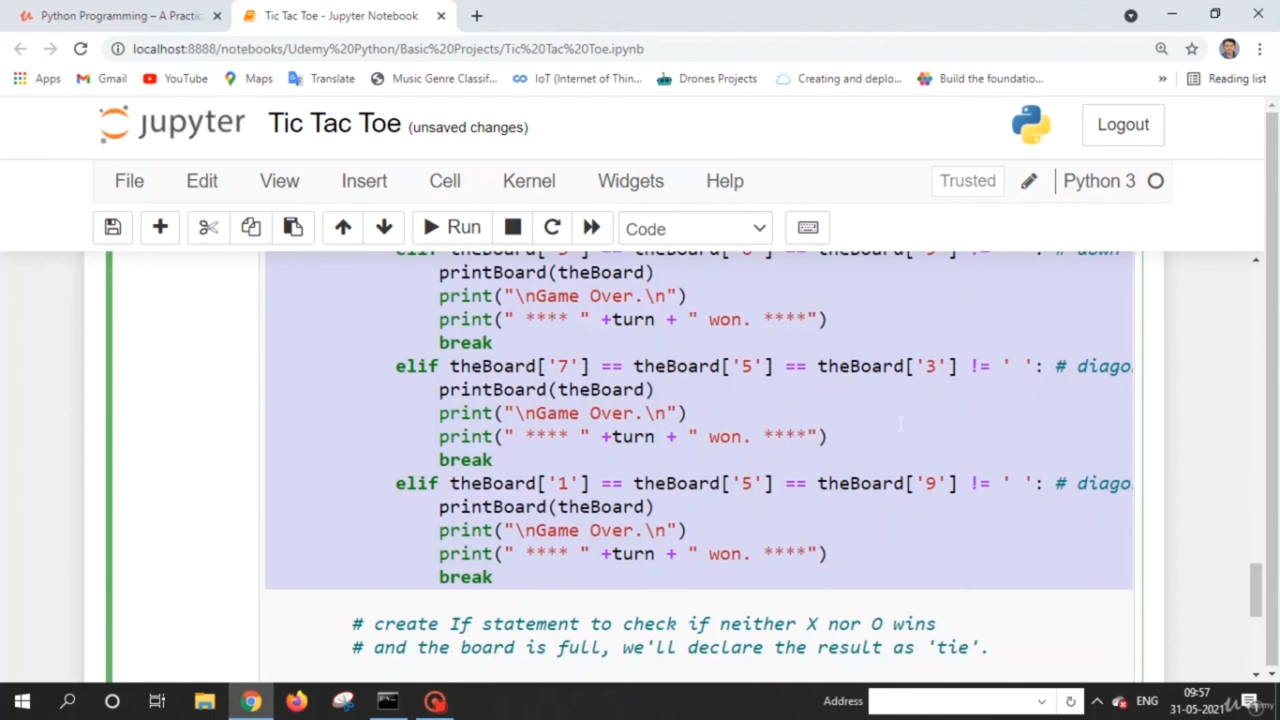 Python Programming – A Practic
Tic Tac Toe - Jupyter Notebook
localhost:8888/notebooks/Udemy%20Python/Basic%20Projects/Tic%20Tac%20Toe.ipynb
Apps
Gmail
YouTube
Maps
Translate
Music Genre Classif...
IoT (Internet of Thin...
Drones Projects
Creating and deplo...
Build the foundatio...
»
Reading list
jupyter
Tic Tac Toe (unsaved changes)
Logout
File Edit View Insert Cell Kernel Widgets Help
Trusted
Python 3
Run
Code
printBoard(theBoard)
print("\nGame Over.\n")
print(" **** " +turn + " won. ****")
break
elif theBoard['7'] == theBoard['5'] == theBoard['3'] != ' ': # diago
printBoard(theBoard)
print("\nGame Over.\n")
print(" **** " +turn + " won. ****")
break
elif theBoard['1'] == theBoard['5'] == theBoard['9'] != ' ': # diago
printBoard(theBoard)
print("\nGame Over.\n")
print(" **** " +turn + " won. ****")
break
# create If statement to check if neither X nor O wins
# and the board is full, we'll declare the result as 'tie'.
Address
ENG
09:57
31-05-2021